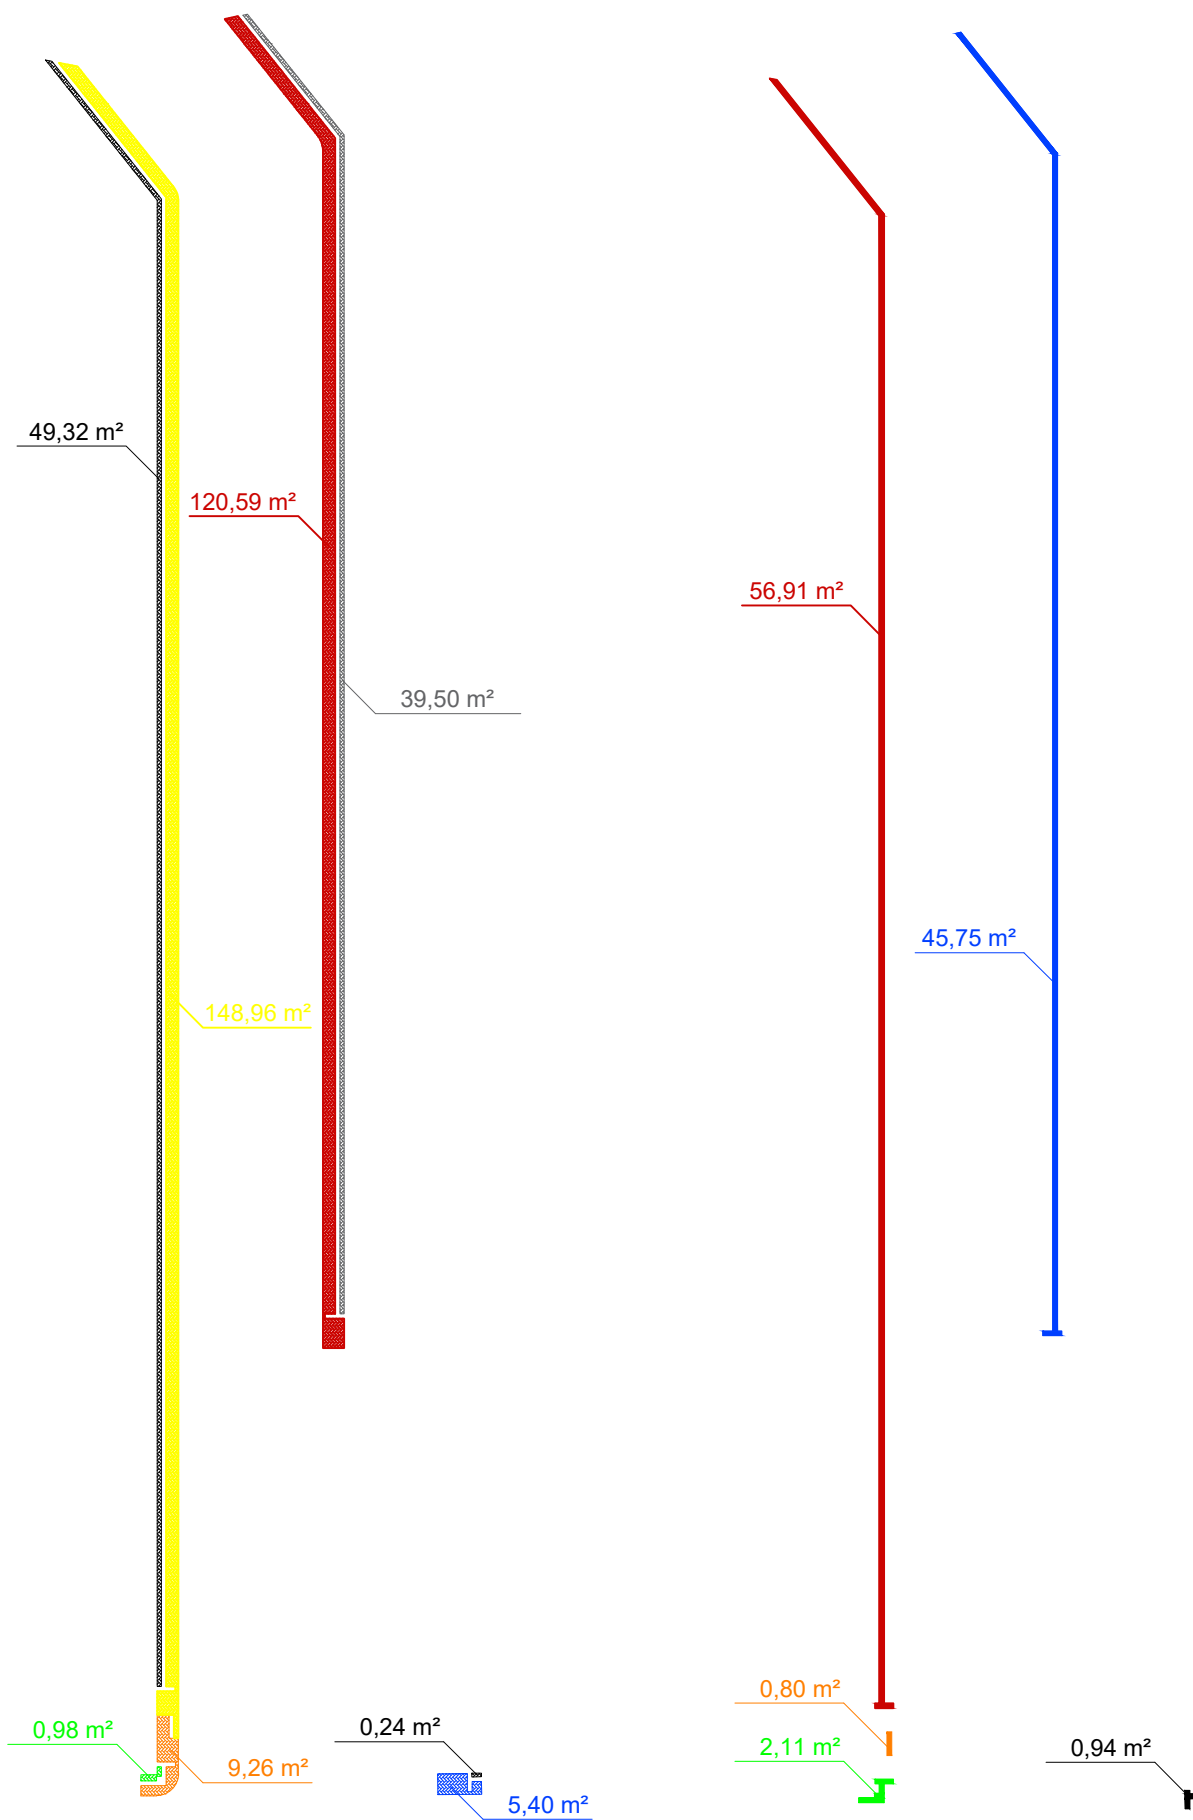 49,32 m²
120,59 m²
56,91 m²
39,50 m²
45,75 m²
148,96 m²
0,80 m²
0,98 m²
0,24 m²
2,11 m²
0,94 m²
9,26 m²
5,40 m²